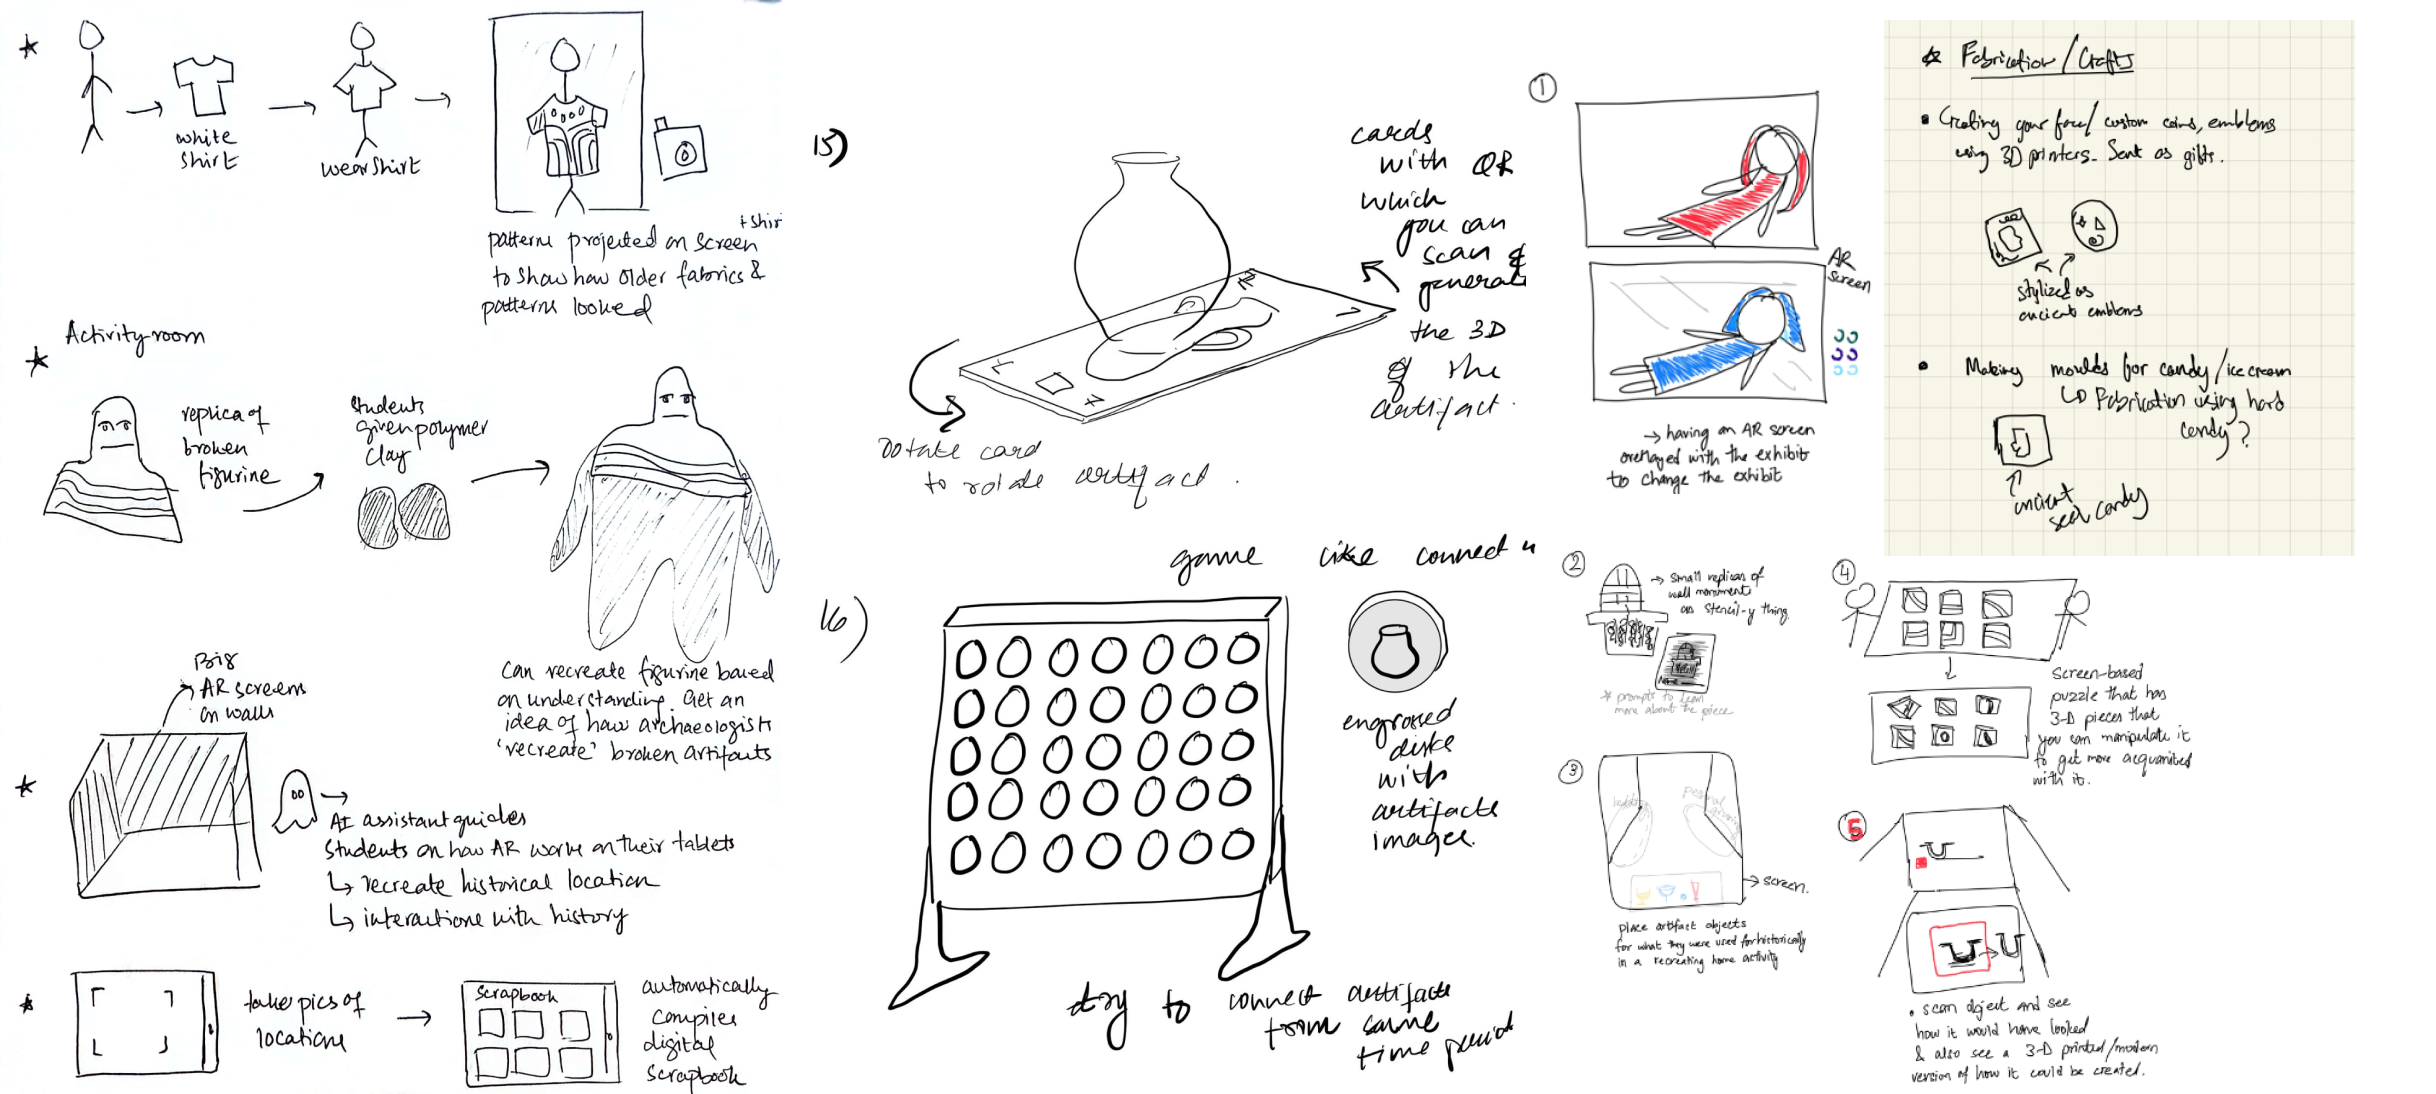 white
shirt
wear shirt
+ shir
patterns projected on screen
to show how older fabrics &
patterns looked
Activity room
replica of
broken
figurine
students
given polymer
clay
can recreate figurine based
on understanding. Get an
idea of how archaeologists
'recreate' broken artifacts
Big
AR screens
on walls
AI assistant guides
students on how AR works on their tablets
↳ recreate historical location
↳ interactions with history
take pics of
locations
Scrapbook
automatically
compiles
digital
scrapbook
15)
cards
with QR
which
you can
scan &
generate
the 3D
of the
artifact.
rotate card
to rotate artifact.
16)
game like connect 4
engrossed
disks
with
artifacts
images.
try to connect artifacts
from same
time period
①
AR
screen
→ having an AR screen
overlayed with the exhibit
to change the exhibit
②
→ small replicas of
wall monument
as stencil-y thing.
* prompts to learn
more about the piece
③
personal
→ screen.
place artifact objects
for what they were used for historically
in a recreating home activity
☆ Fabrication / Crafts
• Creating your face/ custom coins, emblems
using 3D printers. Sent as gifts.
stylized as
ancient emblems
• Making moulds for candy/ice cream
↳ Fabrication using hard
candy?
ancient
seal candy
④
screen-based
puzzle that has
3-D pieces that
you can manipulate it
to get more acquanited
with it.
5
• scan object and see
how it would have looked
& also see a 3-D printed/modern
version of how it could be created.